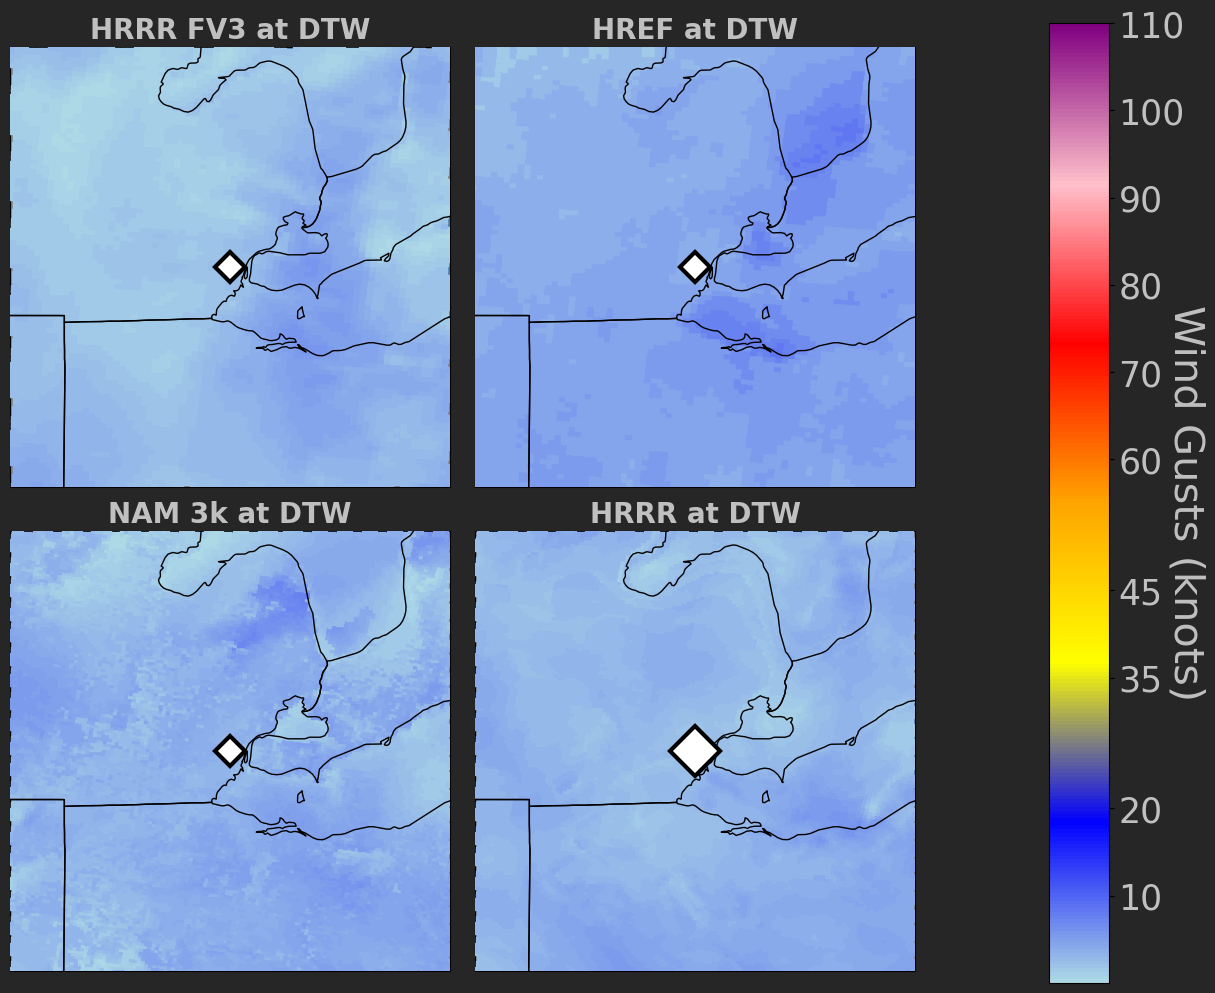 HRRR FV3 at DTW
HREF at DTW
NAM 3k at DTW
HRRR at DTW
110
100
90
80
70
60
45
35
20
10
Wind Gusts (knots)